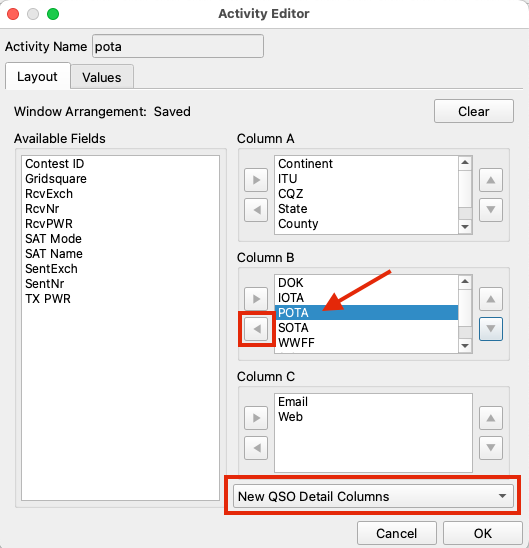 Activity Editor
Activity Name pota
Layout Values
Window Arrangement: Saved Clear
Available Fields
Contest ID
Gridsquare
RcvExch
RcvNr
RcvPWR
SAT Mode
SAT Name
SentExch
SentNr
TX PWR
Column A
Continent
ITU
CQZ
State
County
Column B
DOK
IOTA
POTA
SOTA
WWFF
Column C
Email
Web
New QSO Detail Columns
Cancel OK